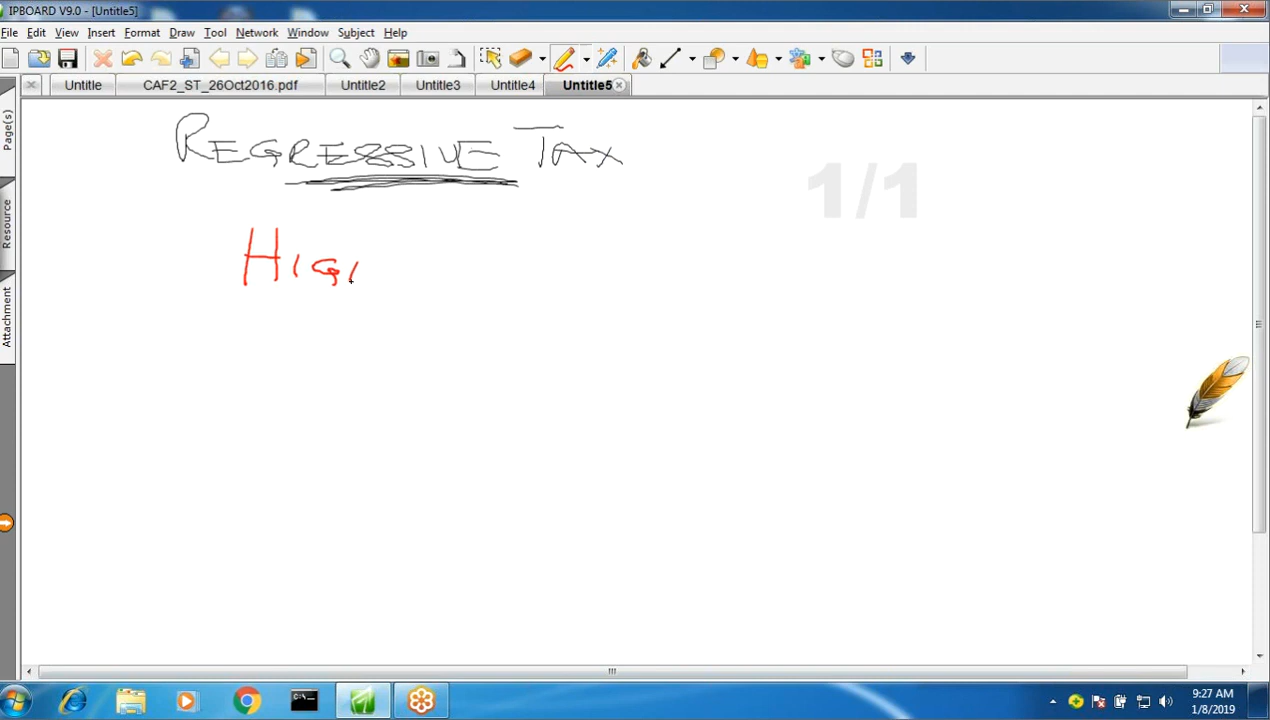 IPBOARD V9.0 - [Untitle5]
File Edit View Insert Format Draw Tool Network Window Subject Help
Untitle CAF2_ST_26Oct2016.pdf Untitle2 Untitle3 Untitle4 Untitle5
Page(s)
Resource
Attachment
REGRESSIVE TAX
1/1
HIG
9:27 AM
1/8/2019